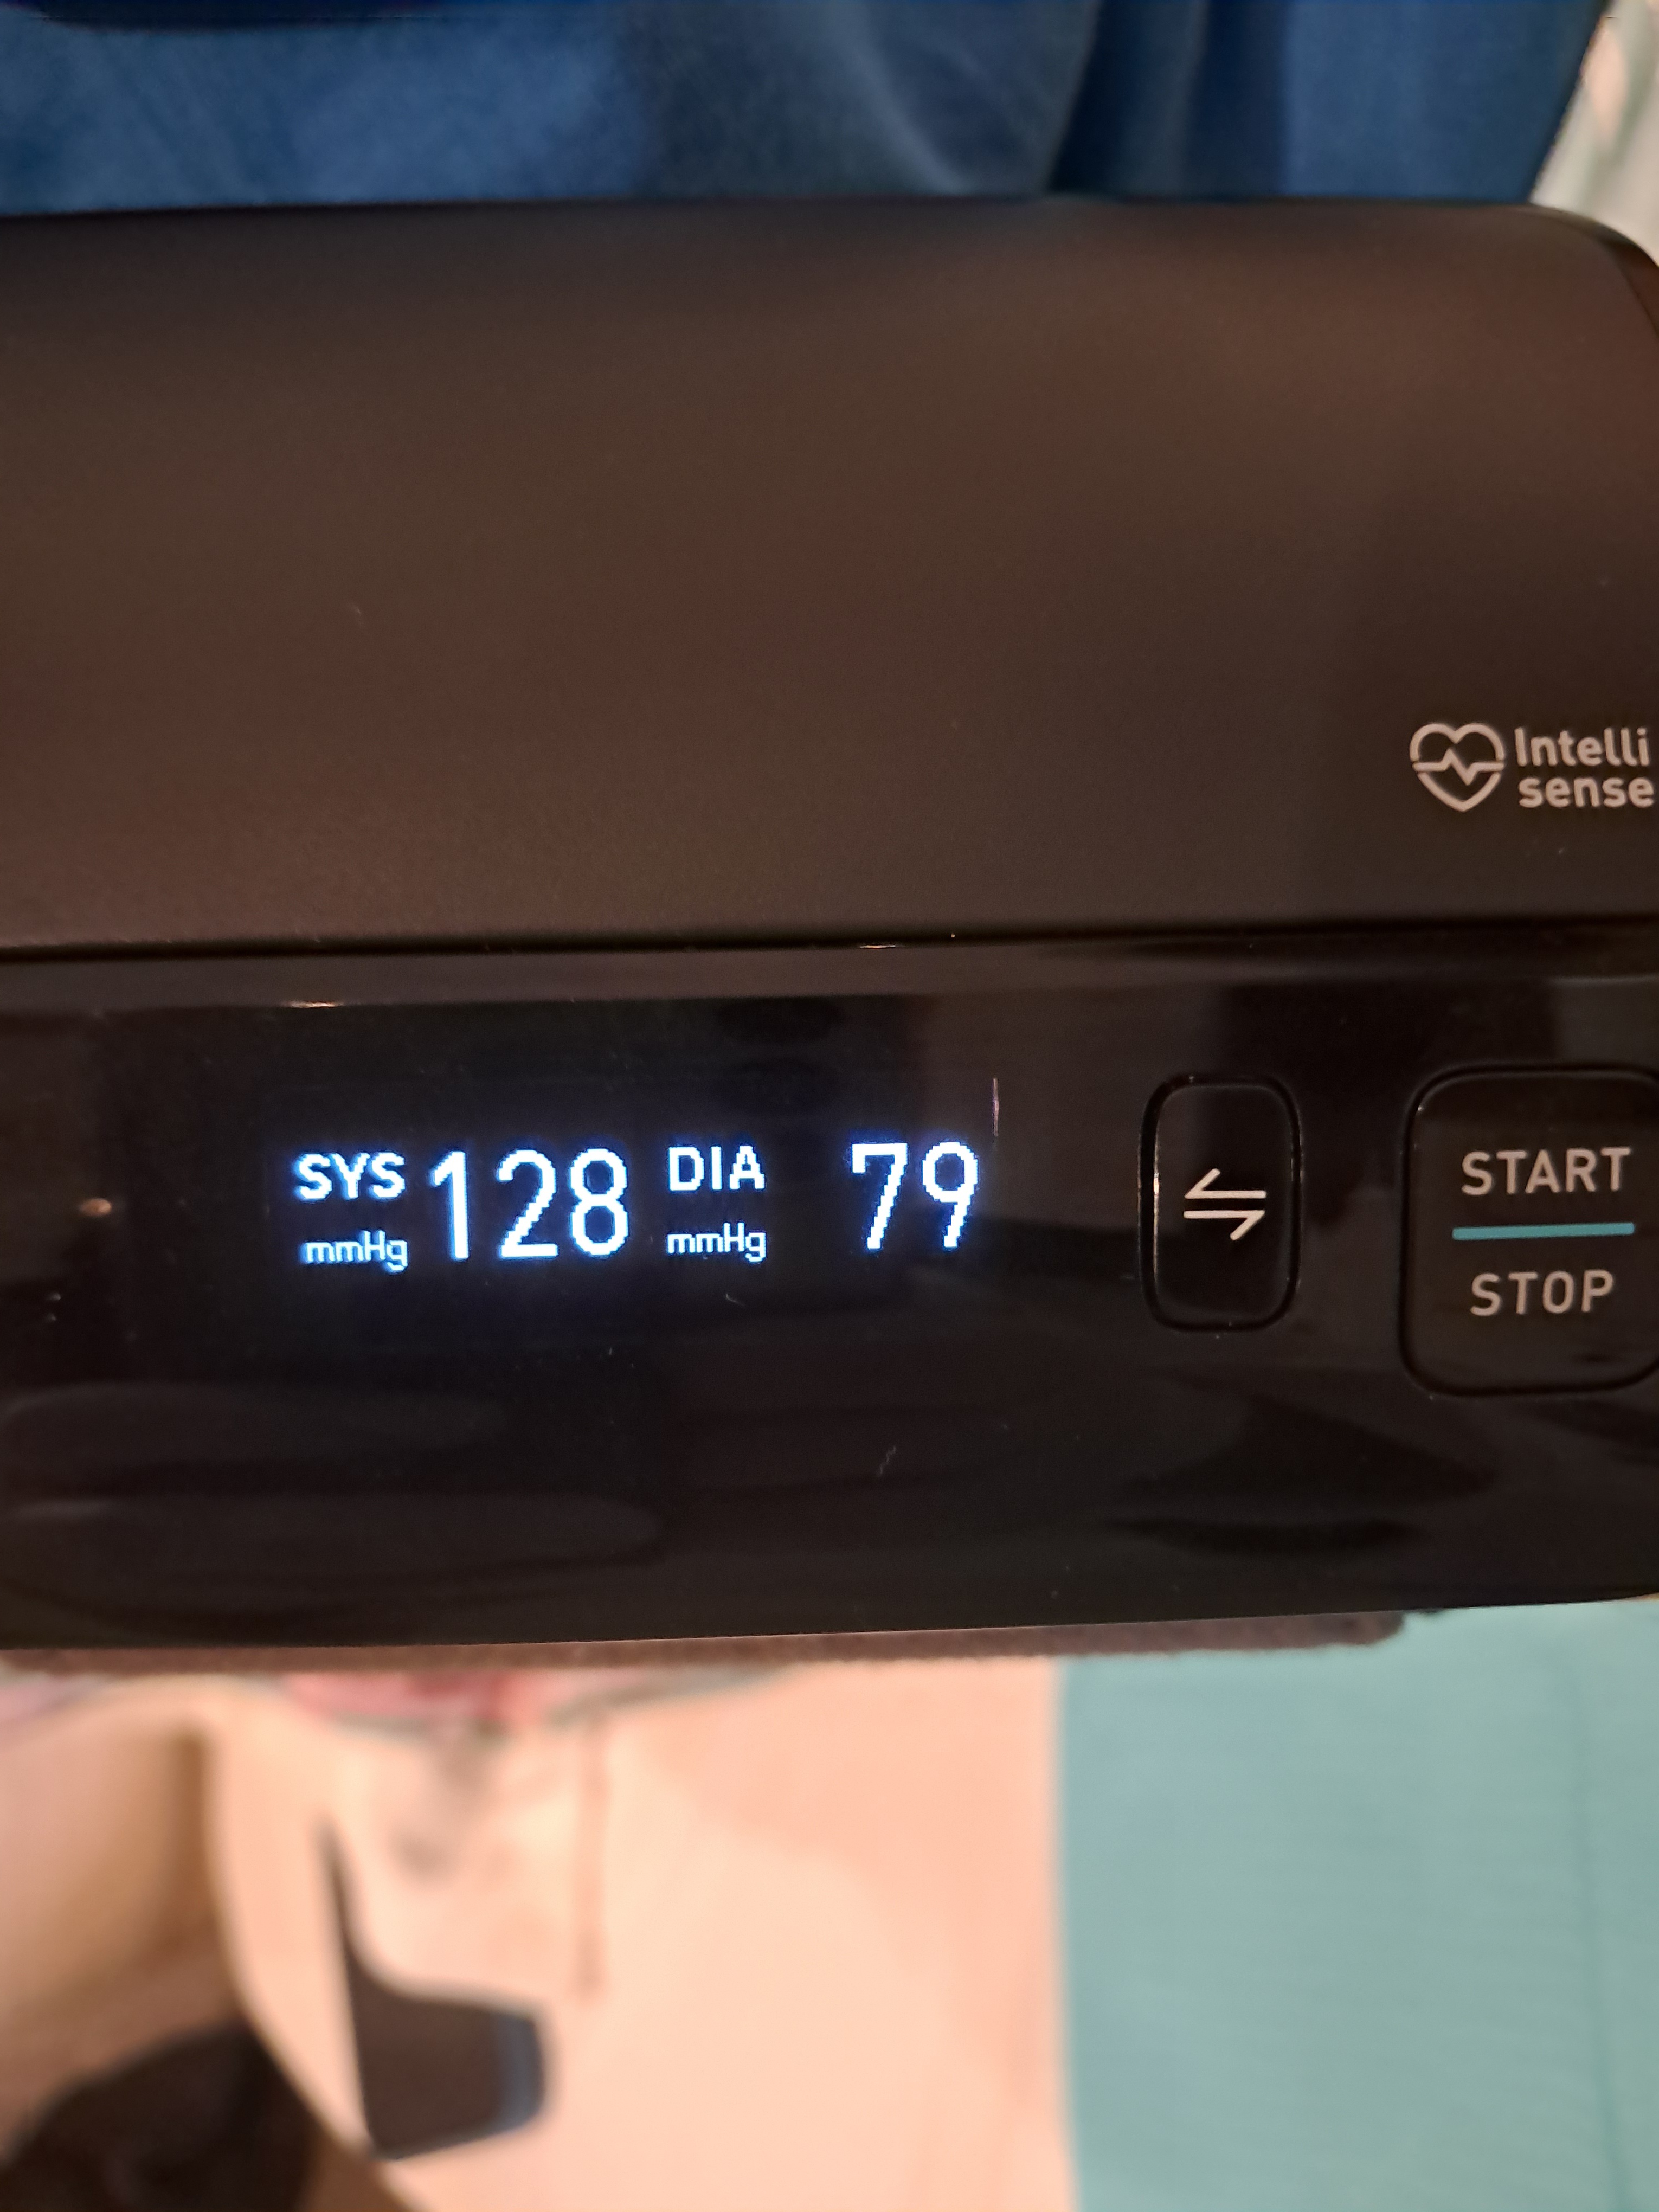 Intelli
sense
SYS 128 DIA 79
mmHg mmHg
START
STOP